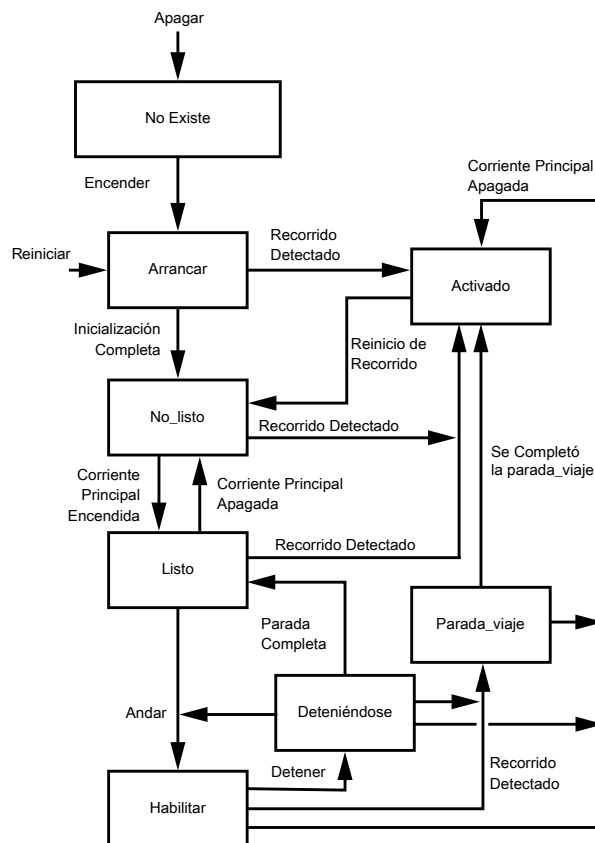 Apagar
No Existe
Encender
Corriente Principal
Apagada
Reiniciar
Arrancar
Recorrido
Detectado
Activado
Inicialización
Completa
Reinicio de
Recorrido
No_listo
Recorrido Detectado
Se Completó
la parada_viaje
Corriente
Principal
Encendida
Corriente Principal
Apagada
Listo
Recorrido Detectado
Parada
Completa
Parada_viaje
Andar
Deteniéndose
Detener
Recorrido
Detectado
Habilitar